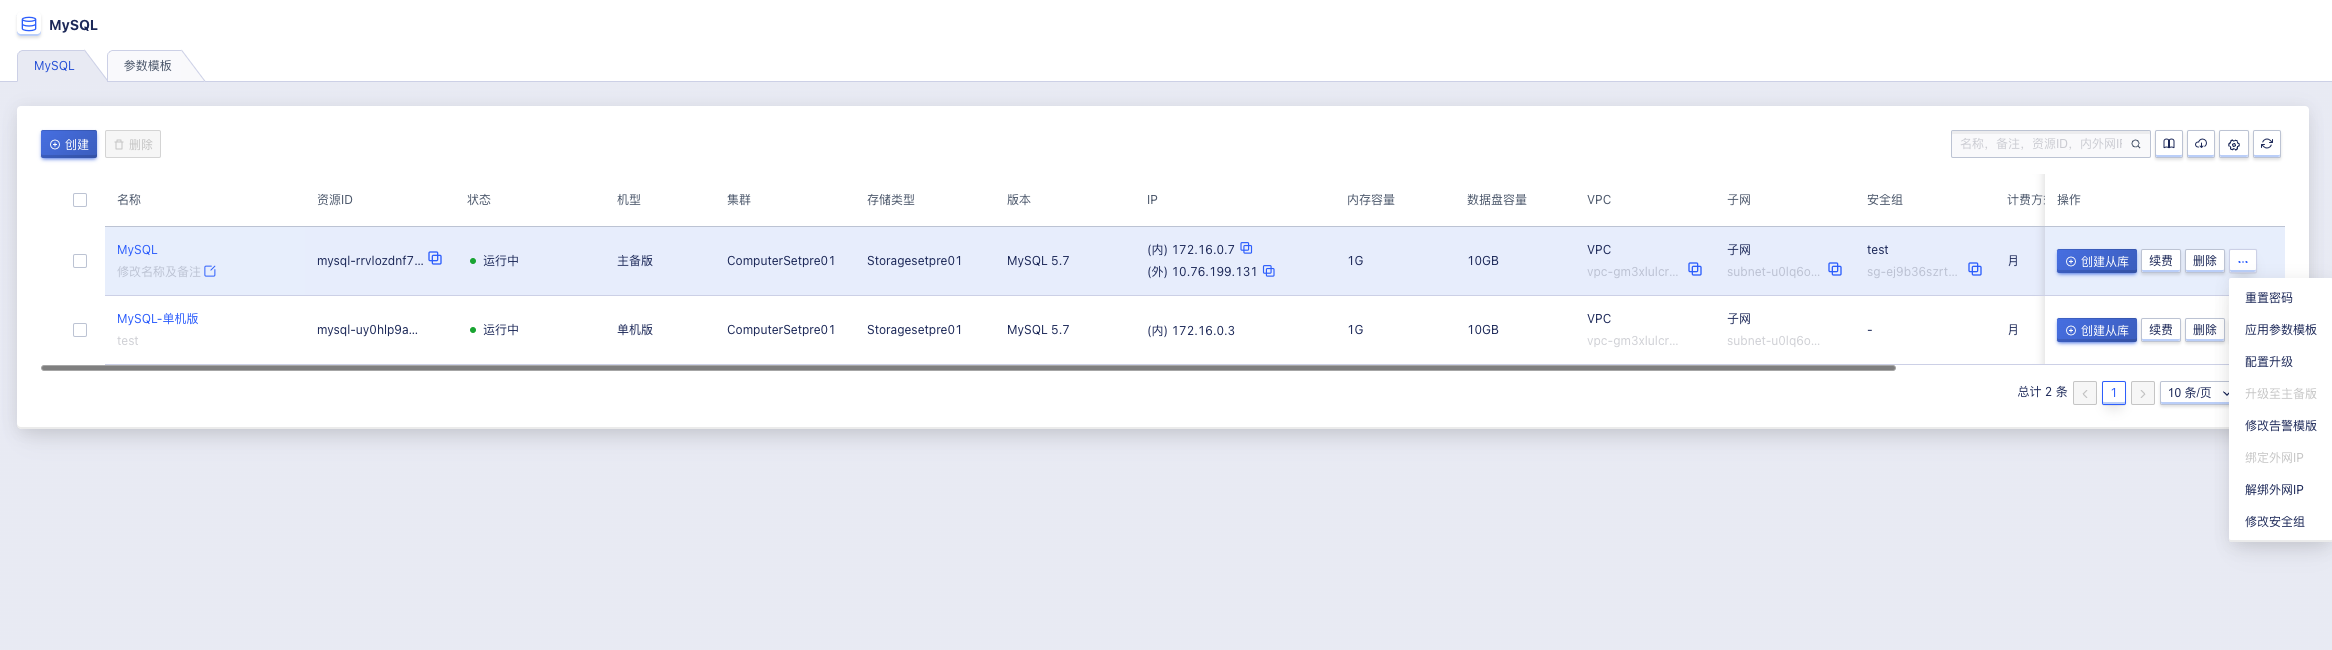 MySQL
MySQL 参数模板
创建 删除 名称，备注，资源ID，内外网IP
名称 资源ID 状态 机型 集群 存储类型 版本 IP 内存容量 数据盘容量 VPC 子网 安全组 计费方 操作
MySQL
修改名称及备注
mysql-rrvlozdnf7... 运行中 主备版 ComputerSetpre01 Storagesetpre01 MySQL 5.7
(内) 172.16.0.7
(外) 10.76.199.131
1G 10GB
VPC
vpc-gm3xlulcr...
子网
subnet-u0lq6o...
test
sg-ej9b36szrt...
月 创建从库 续费 删除 ...
MySQL-单机版
test
mysql-uy0hlp9a... 运行中 单机版 ComputerSetpre01 Storagesetpre01 MySQL 5.7 (内) 172.16.0.3 1G 10GB
VPC
vpc-gm3xlulcr...
子网
subnet-u0lq6o...
- 月 创建从库 续费 删除
总计 2 条 1 10 条/页
重置密码
应用参数模板
配置升级
升级至主备版
修改告警模版
绑定外网IP
解绑外网IP
修改安全组